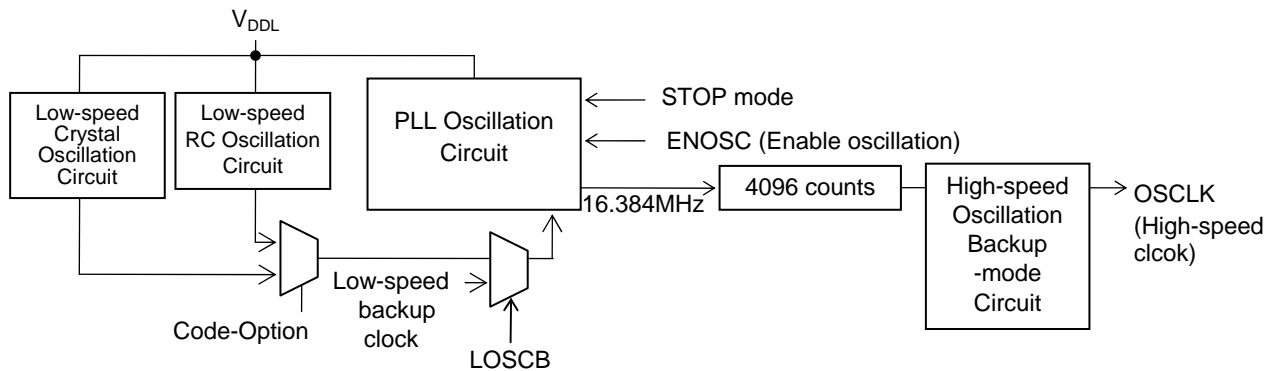 VDDL
Low-speed
Crystal
Oscillation
Circuit
Low-speed
RC Oscillation
Circuit
PLL Oscillation
Circuit
STOP mode
ENOSC (Enable oscillation)
16.384MHz
4096 counts
High-speed
Oscillation
Backup
-mode
Circuit
OSCLK
(High-speed
clcok)
Low-speed
backup
clock
Code-Option
LOSCB